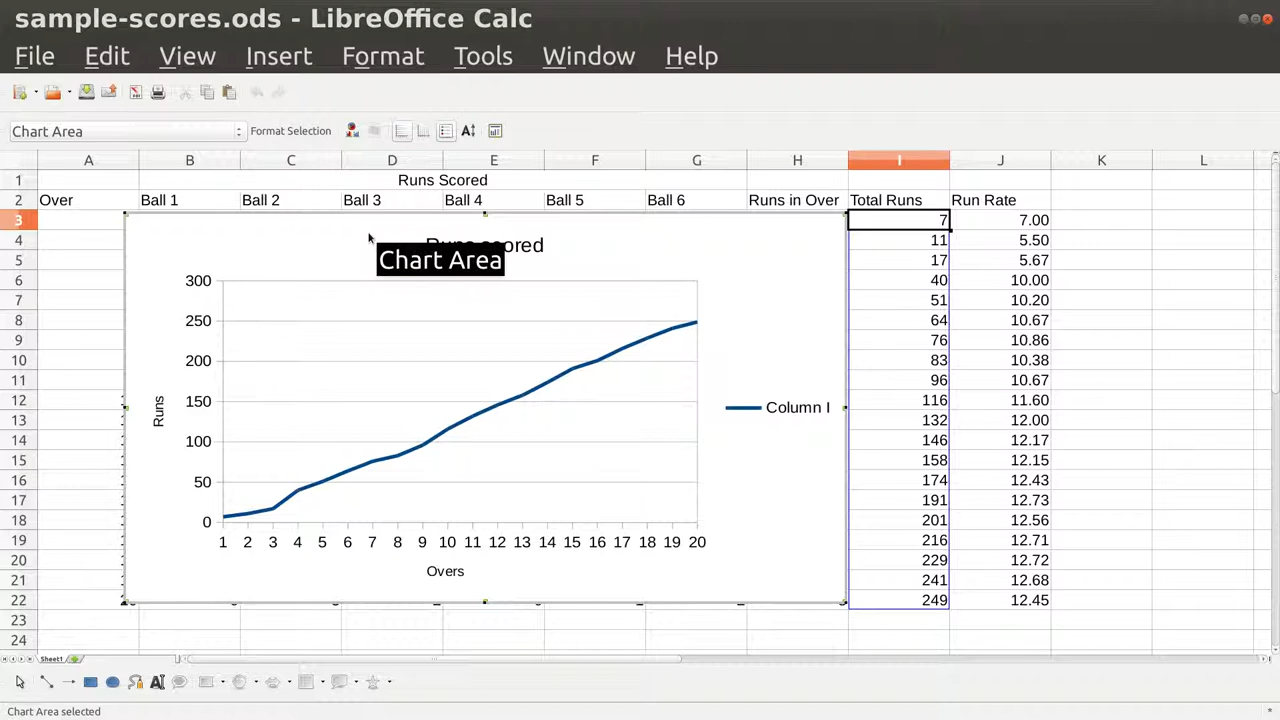 sample-scores.ods - LibreOffice Calc
File Edit View Insert Format Tools Window Help
Chart Area Format Selection
A B C D E F G H I J K L
1 Runs Scored
2 Over Ball 1 Ball 2 Ball 3 Ball 4 Ball 5 Ball 6 Runs in Over Total Runs Run Rate
3 7 7.00
4 11 5.50
5 17 5.67
6 40 10.00
7 51 10.20
8 64 10.67
9 76 10.86
10 83 10.38
11 96 10.67
12 116 11.60
13 132 12.00
14 146 12.17
15 158 12.15
16 174 12.43
17 191 12.73
18 201 12.56
19 216 12.71
20 229 12.72
21 241 12.68
22 249 12.45
23
24
Runs scored
Chart Area
300
250
200
150
100
50
0
Runs
Column I
1 2 3 4 5 6 7 8 9 10 11 12 13 14 15 16 17 18 19 20
Overs
Sheet1
Chart Area selected